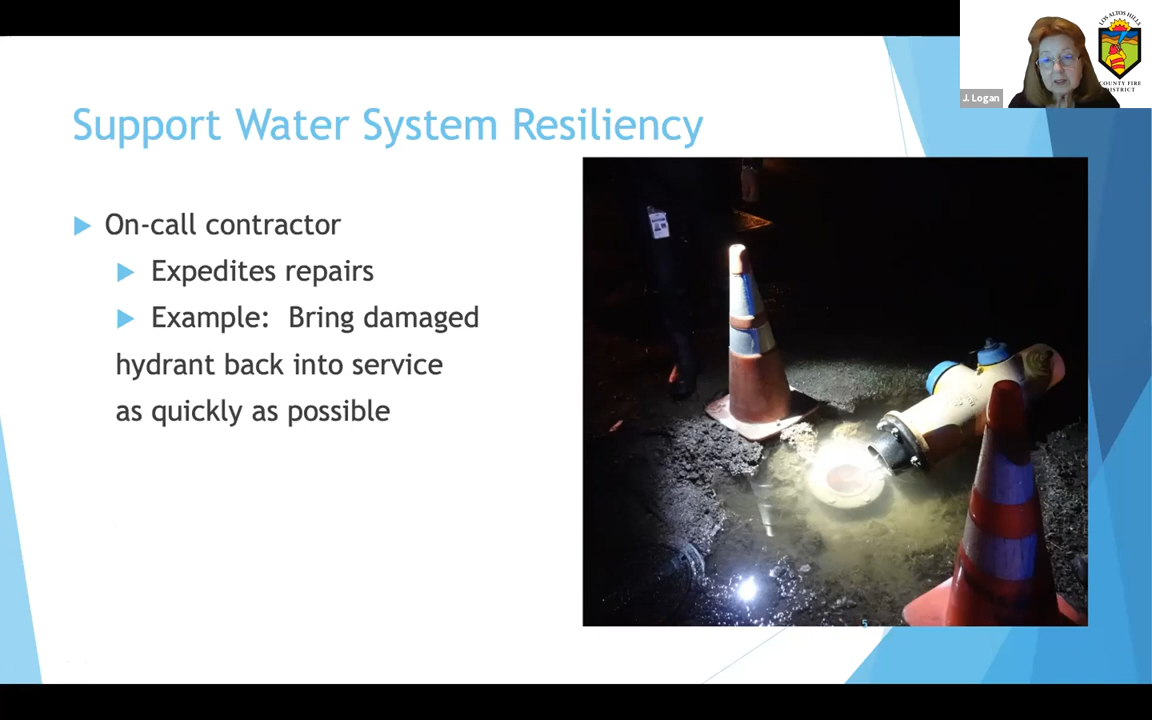 Support Water System Resiliency
On-call contractor
Expedites repairs
Example: Bring damaged
hydrant back into service
as quickly as possible
5
J. Logan
LOS ALTOS HILLS
COUNTY FIRE
DISTRICT